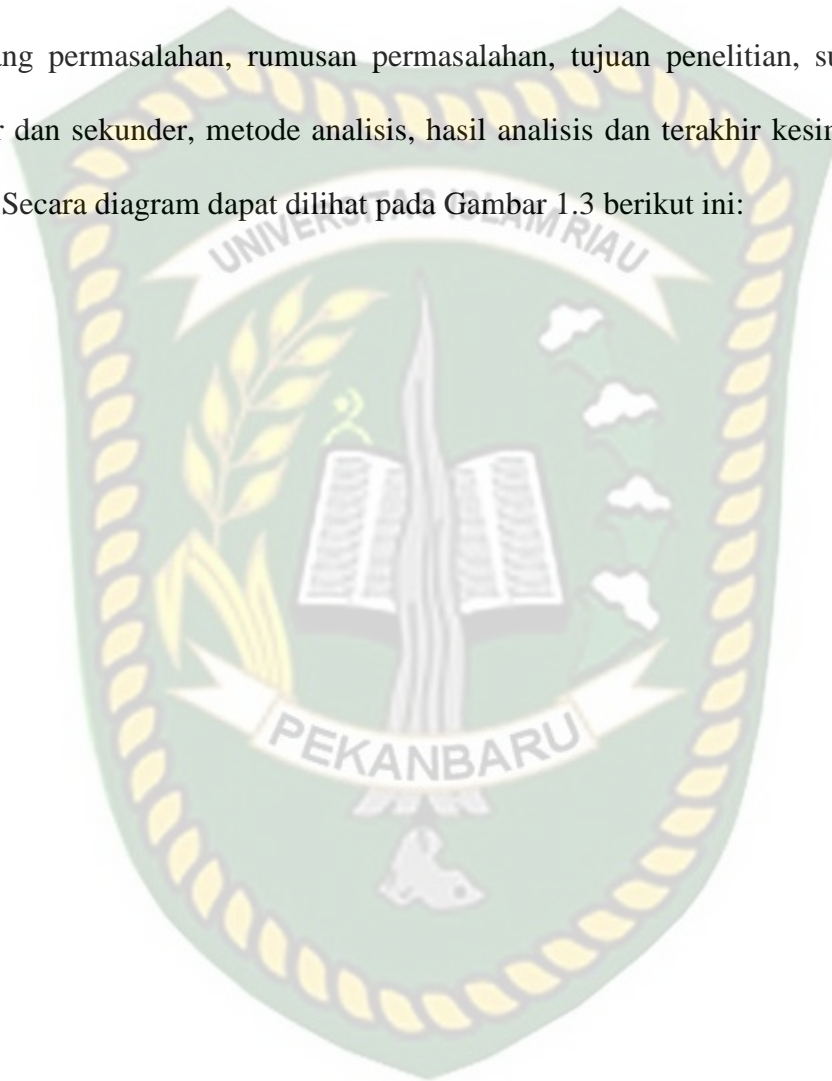 ang permasalahan, rumusan permasalahan, tujuan penelitian, su
r dan sekunder, metode analisis, hasil analisis dan terakhir kesin
Secara diagram dapat dilihat pada Gambar 1.3 berikut ini:
UNIVERSITAS ISLAM RIAU
PEKANBARU